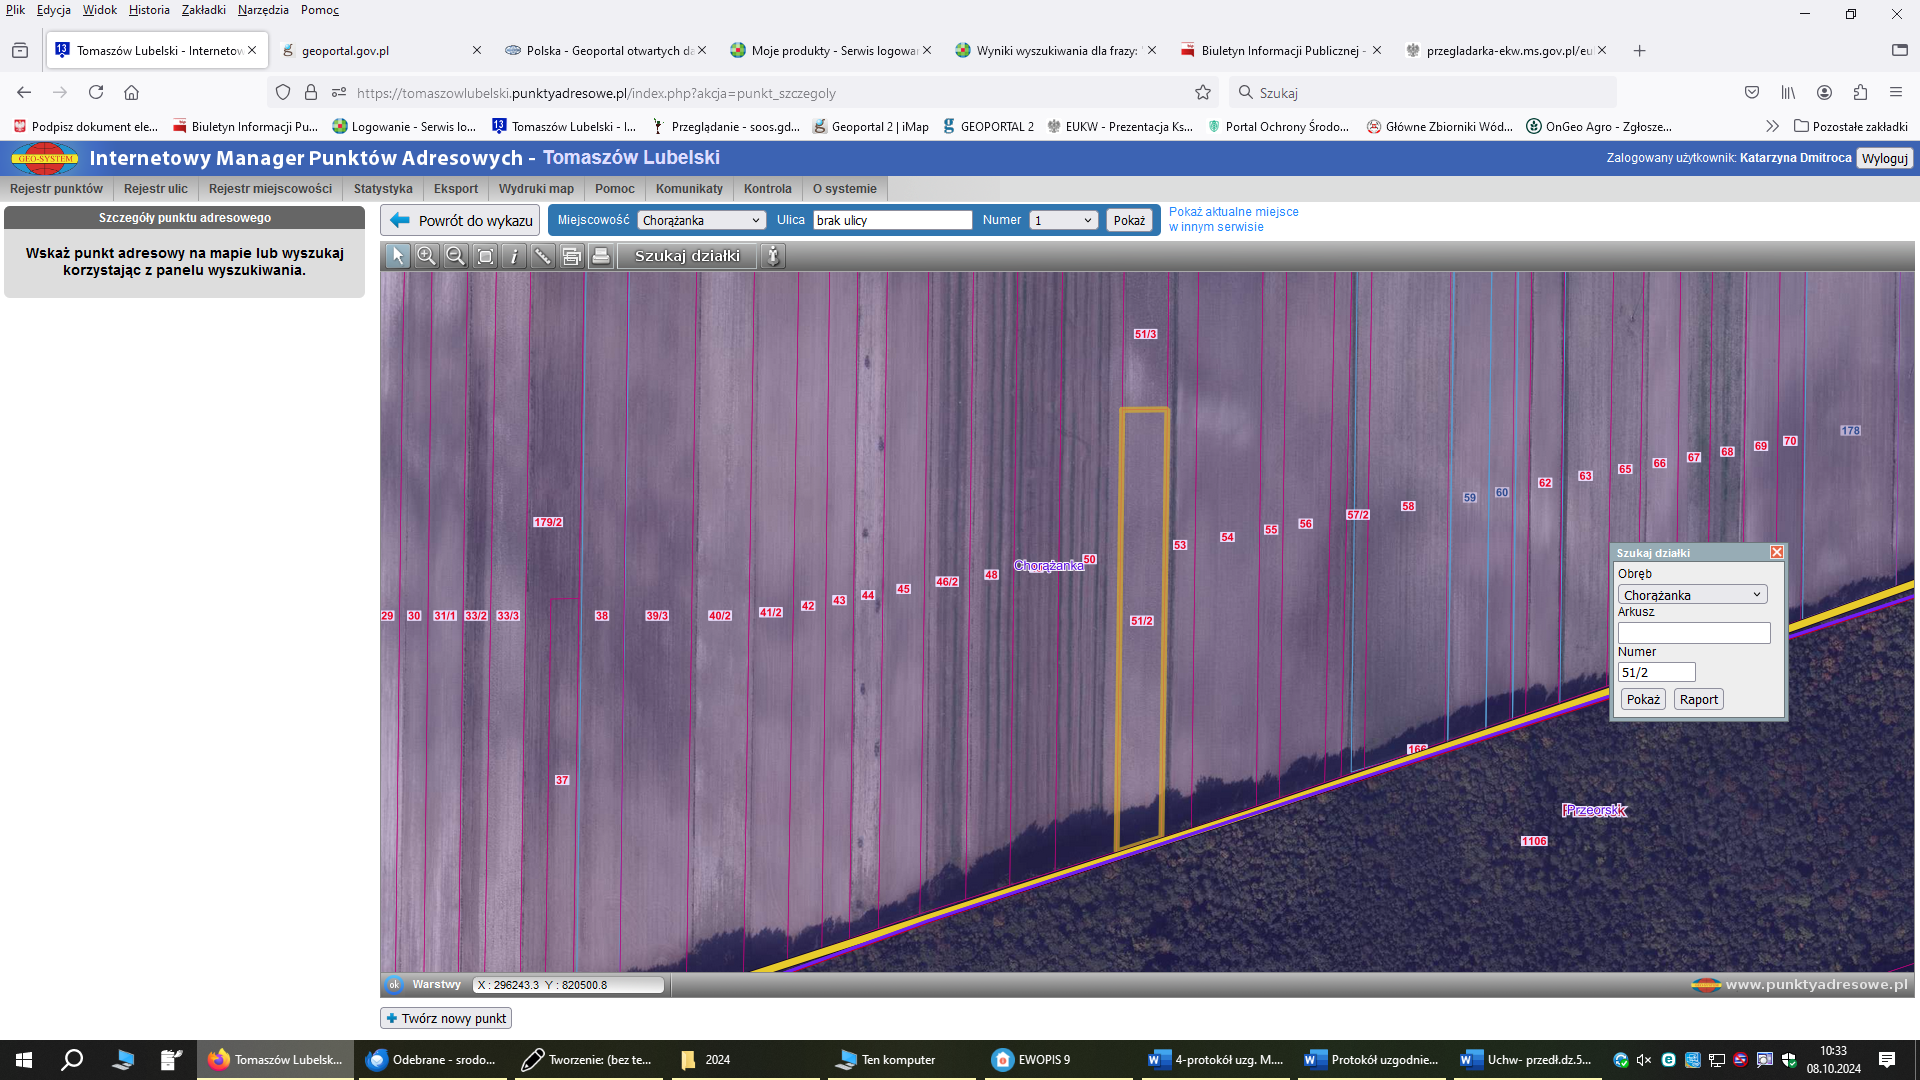 Plik Edycja Widok Historia Zakładki Narzędzia Pomoc
13 Tomaszów Lubelski - Internetow
geoportal.gov.pl
Polska - Geoportal otwartych da
Moje produkty - Serwis logowan
Wyniki wyszukiwania dla frazy: '
Biuletyn Informacji Publicznej -
przegladarka-ekw.ms.gov.pl/eu
https://tomaszowlubelski.punktyadresowe.pl/index.php?akcja=punkt_szczegoly
Szukaj
Podpisz dokument ele...
Biuletyn Informacji Pu...
Logowanie - Serwis lo...
13 Tomaszów Lubelski - I...
Przeglądanie - soos.gd...
Geoportal 2 | iMap
GEOPORTAL 2
EUKW - Prezentacja Ks...
Portal Ochrony Środo...
Główne Zbiorniki Wód...
OnGeo Agro - Zgłosze...
Pozostałe zakładki
GEO-SYSTEM
Internetowy Manager Punktów Adresowych - Tomaszów Lubelski
Zalogowany użytkownik: Katarzyna Dmitroca Wyloguj
Rejestr punktów Rejestr ulic Rejestr miejscowości Statystyka Eksport Wydruki map Pomoc Komunikaty Kontrola O systemie
Szczegóły punktu adresowego
Wskaż punkt adresowy na mapie lub wyszukaj
korzystając z panelu wyszukiwania.
Powrót do wykazu
Miejscowość Chorążanka Ulica brak ulicy Numer 1 Pokaż
Pokaż aktualne miejsce
w innym serwisie
Szukaj działki
51/3
178
70
69
68
67
66
65
63
62
60
59
58
57/2
56
55
54
53
179/2
Chorążanka
50
48
46/2
45
44
43
42
41/2
40/2
39/3
38
33/3
33/2
31/1
30
29
51/2
37
166
Przeorsk
1106
Szukaj działki
Obręb
Chorążanka
Arkusz
Numer
51/2
Pokaż Raport
ok Warstwy X : 296243.3 Y : 820500.8
www.punktyadresowe.pl
Twórz nowy punkt
Tomaszów Lubelsk...
Odebrane - srodo...
Tworzenie: (bez te...
2024
Ten komputer
EWOPIS 9
4-protokół uzg. M....
Protokół uzgodnie...
Uchw- przedł.dz.5...
10:33
08.10.2024